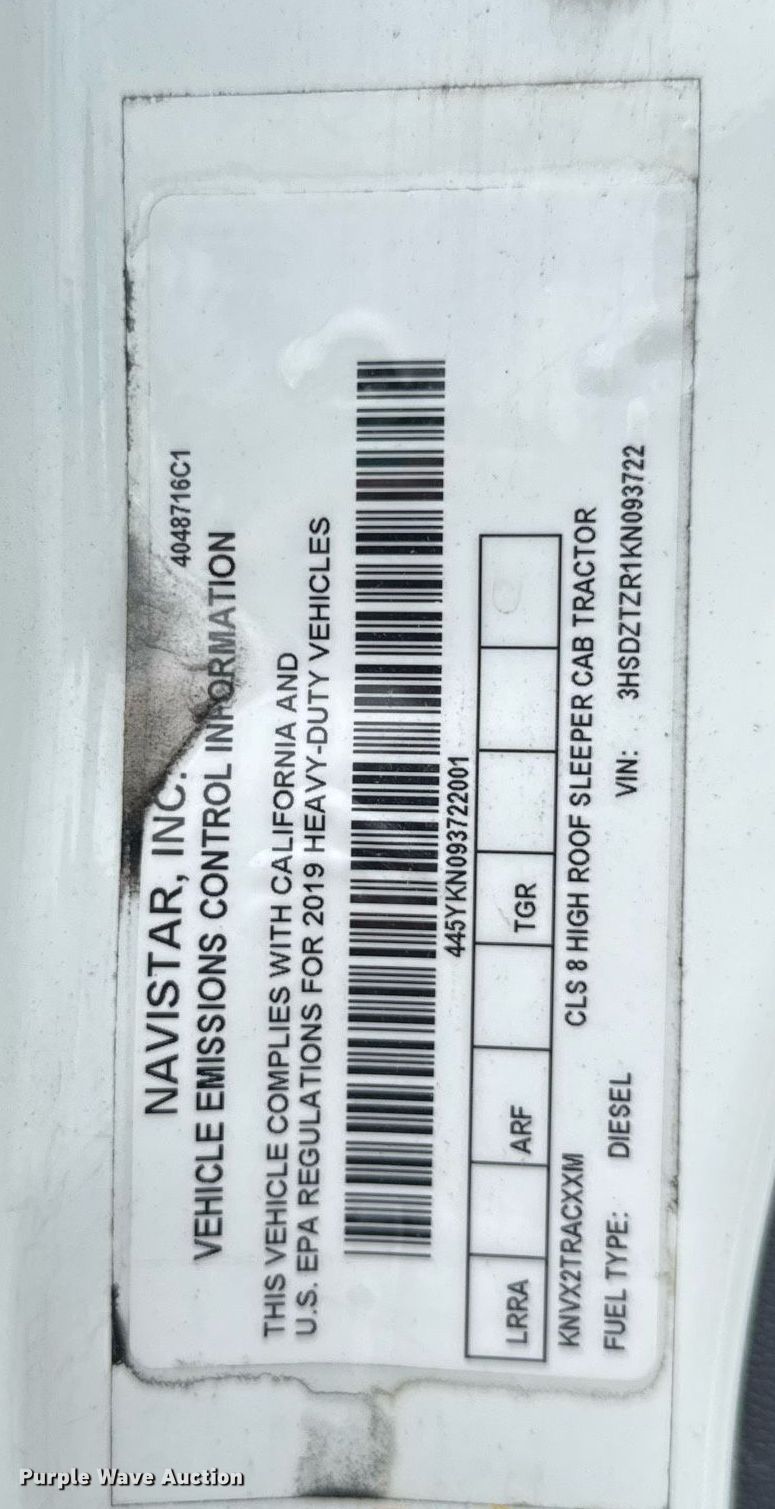 4048716C1
NAVISTAR, INC.
VEHICLE EMISSIONS CONTROL INFORMATION
THIS VEHICLE COMPLIES WITH CALIFORNIA AND
U.S. EPA REGULATIONS FOR 2019 HEAVY-DUTY VEHICLES
445YKN093722001
LRRA ARF TGR
KNVX2TRACXXM CLS 8 HIGH ROOF SLEEPER CAB TRACTOR
FUEL TYPE: DIESEL VIN: 3HSDZTZR1KN093722
Purple Wave Auction